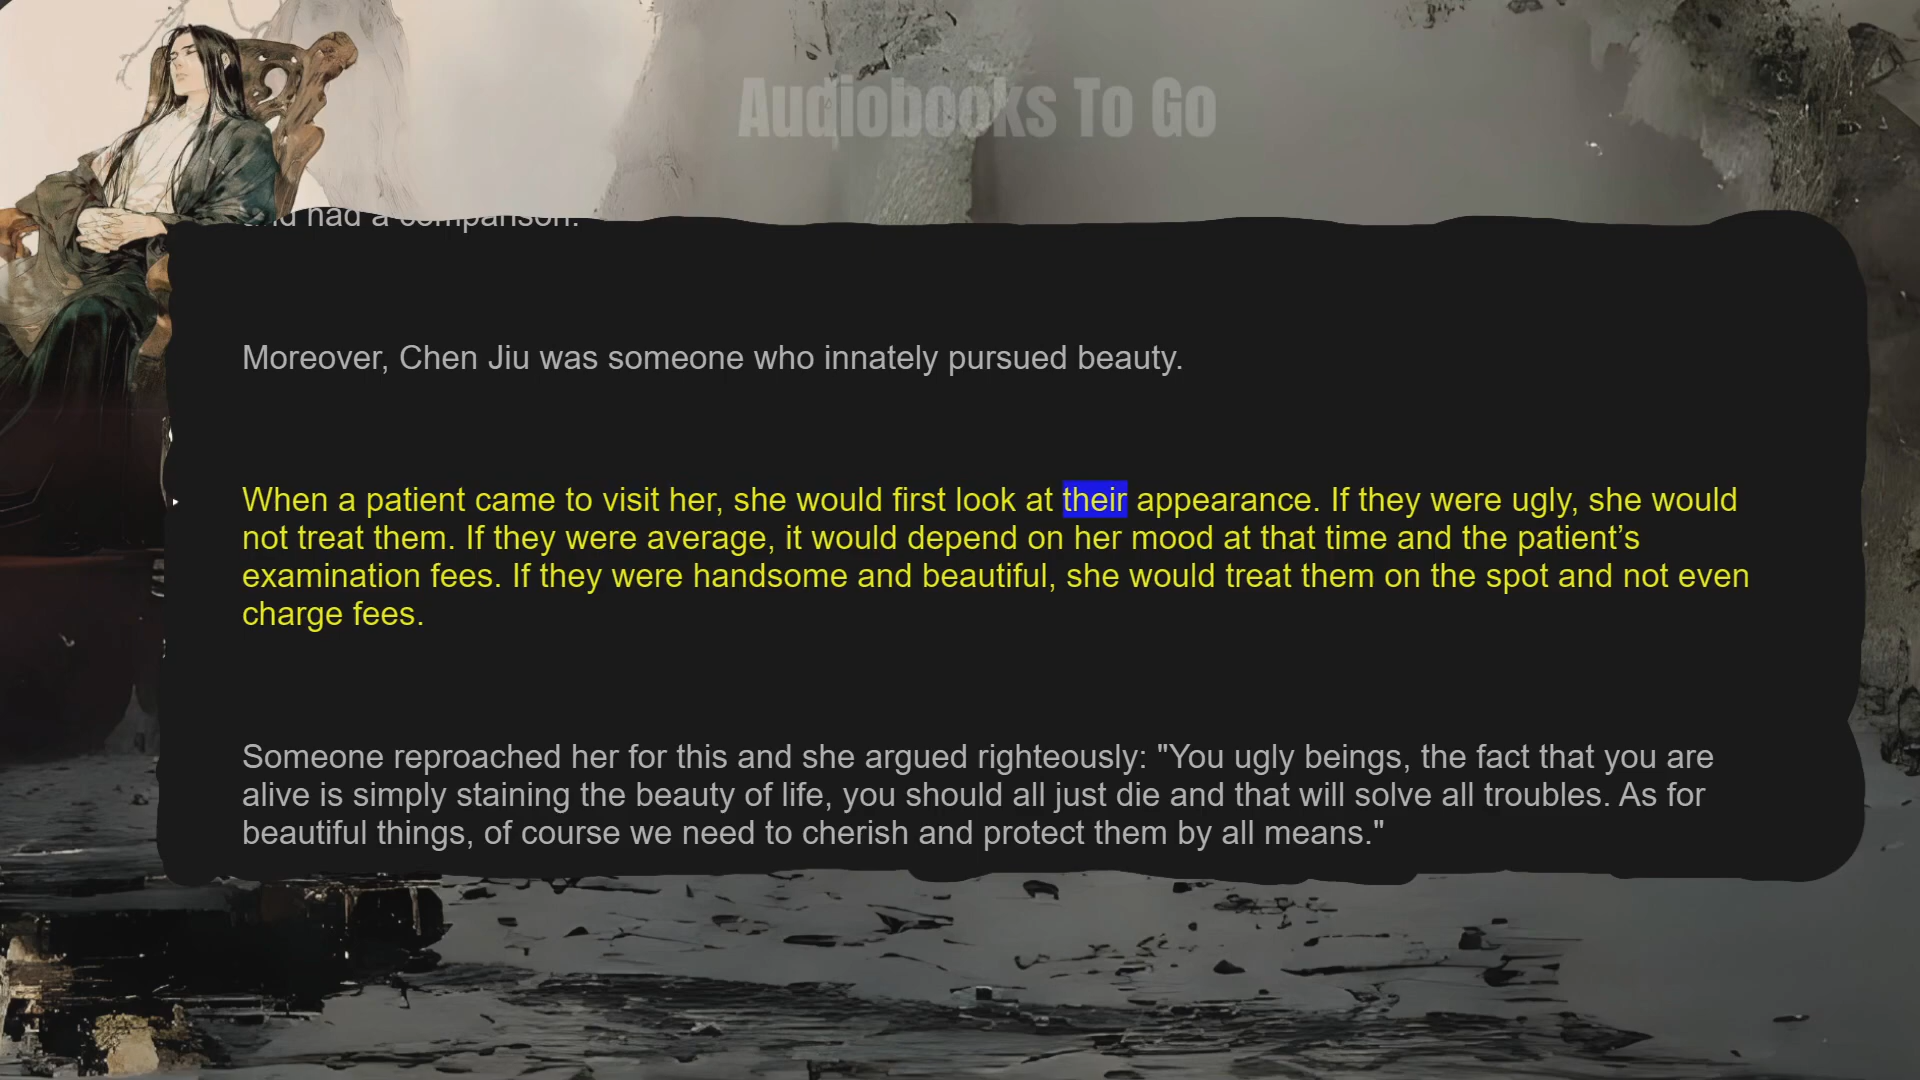 Audiobooks To Go
and had a comparison.
Moreover, Chen Jiu was someone who innately pursued beauty.
When a patient came to visit her, she would first look at their appearance. If they were ugly, she would
not treat them. If they were average, it would depend on her mood at that time and the patient’s
examination fees. If they were handsome and beautiful, she would treat them on the spot and not even
charge fees.
Someone reproached her for this and she argued righteously: "You ugly beings, the fact that you are
alive is simply staining the beauty of life, you should all just die and that will solve all troubles. As for
beautiful things, of course we need to cherish and protect them by all means."